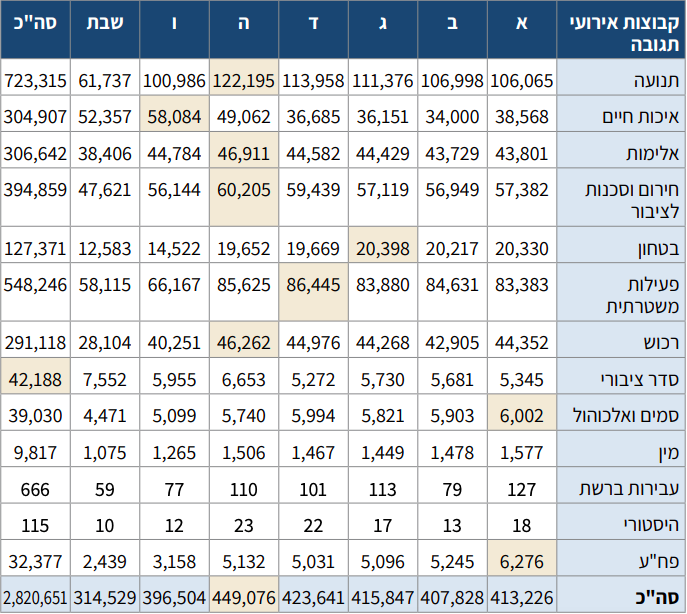 קבוצות אירועי תגובה א ב ג ד ה ו שבת סה"כ
תנועה 106,065 106,998 111,376 113,958 122,195 100,986 61,737 723,315
איכות חיים 38,568 34,000 36,151 36,685 49,062 58,084 52,357 304,907
אלימות 43,801 43,729 44,429 44,582 46,911 44,784 38,406 306,642
חירום וסכנות לציבור 57,382 56,949 57,119 59,439 60,205 56,144 47,621 394,859
בטחון 20,330 20,217 20,398 19,669 19,652 14,522 12,583 127,371
פעילות משטרתית 83,383 84,631 83,880 86,445 85,625 66,167 58,115 548,246
רכוש 44,352 42,905 44,268 44,976 46,262 40,251 28,104 291,118
סדר ציבורי 5,345 5,681 5,730 5,272 6,653 5,955 7,552 42,188
סמים ואלכוהול 6,002 5,903 5,821 5,994 5,740 5,099 4,471 39,030
מין 1,577 1,478 1,449 1,467 1,506 1,265 1,075 9,817
עבירות ברשת 127 79 113 101 110 77 59 666
היסטורי 18 13 17 22 23 12 10 115
פח"ע 6,276 5,245 5,096 5,031 5,132 3,158 2,439 32,377
סה"כ 413,226 407,828 415,847 423,641 449,076 396,504 314,529 2,820,651